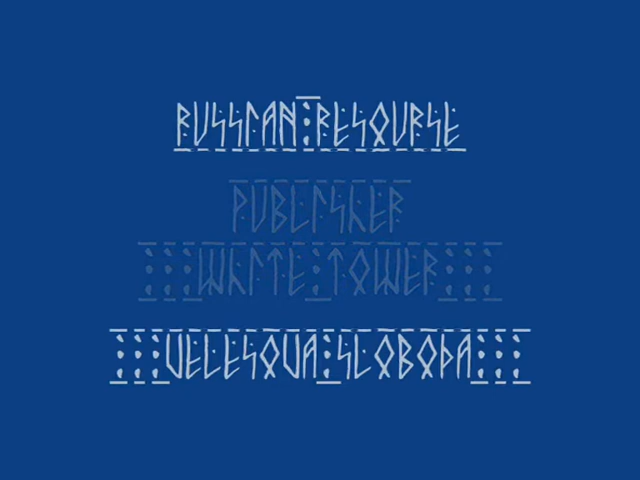 RUSSIAN:RESOURSE
PUBLISHER
:::WHITE:TOWER:::
:::VELESOVA:SLOBODA:::